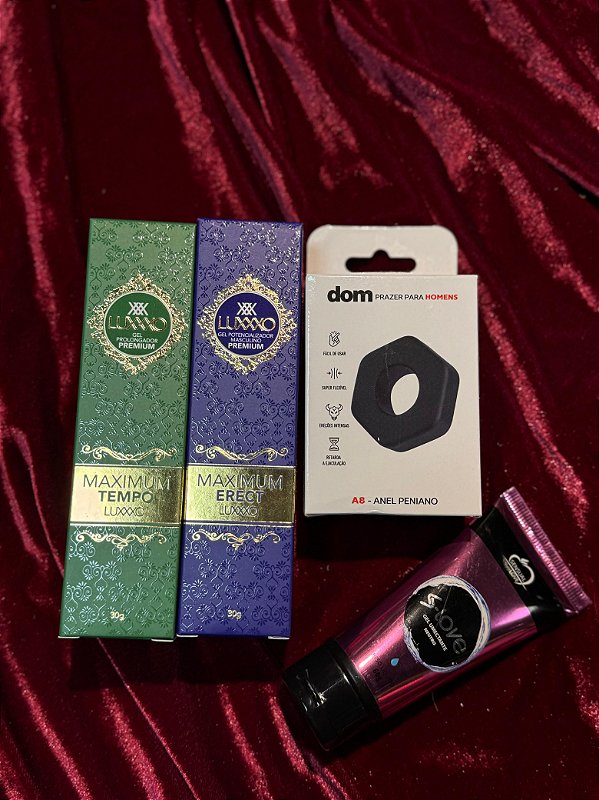 LUXXXO
GEL
PROLONGADOR
PREMIUM
MAXIMUM
TEMPO
LUXXXO
30g
LUXXXO
GEL POTENCIALIZADOR
MASCULINO
PREMIUM
MAXIMUM
ERECT
LUXXXO
30g
dom PRAZER PARA HOMENS
FÁCIL DE USAR
SUPER FLEXÍVEL
EREÇÕES INTENSAS
RETARDA
A EJACULAÇÃO
A8 - ANEL PENIANO
GEL LUBRIFICANTE